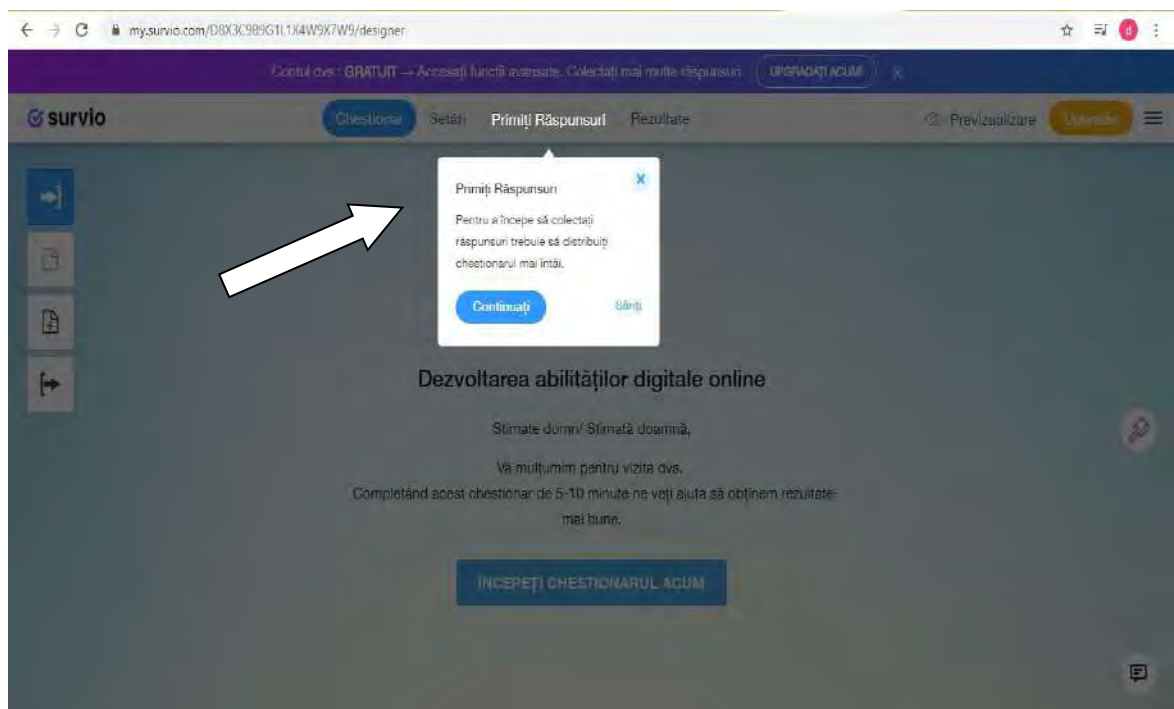 my.survio.com/D8X3C9B9G1L1X4W9X7W9/designer
d
Contul dvs.: GRATUIT → Accesați funcții avansate. Colectați mai multe răspunsuri. UPGRADAȚI ACUM! X
survio
Chestionar Setări Primiți Răspunsuri Rezultate Previzualizare Upgrade
Primiți Răspunsuri X
Pentru a începe să colectați
răspunsuri trebuie să distribuiți
chestionarul mai întâi.
Continuați Săriți
Dezvoltarea abilităților digitale online
Stimate domn/ Stimată doamnă,
Vă mulțumim pentru vizita dvs.
Completând acest chestionar de 5-10 minute ne veți ajuta să obținem rezultate
mai bune.
ÎNCEPEȚI CHESTIONARUL ACUM